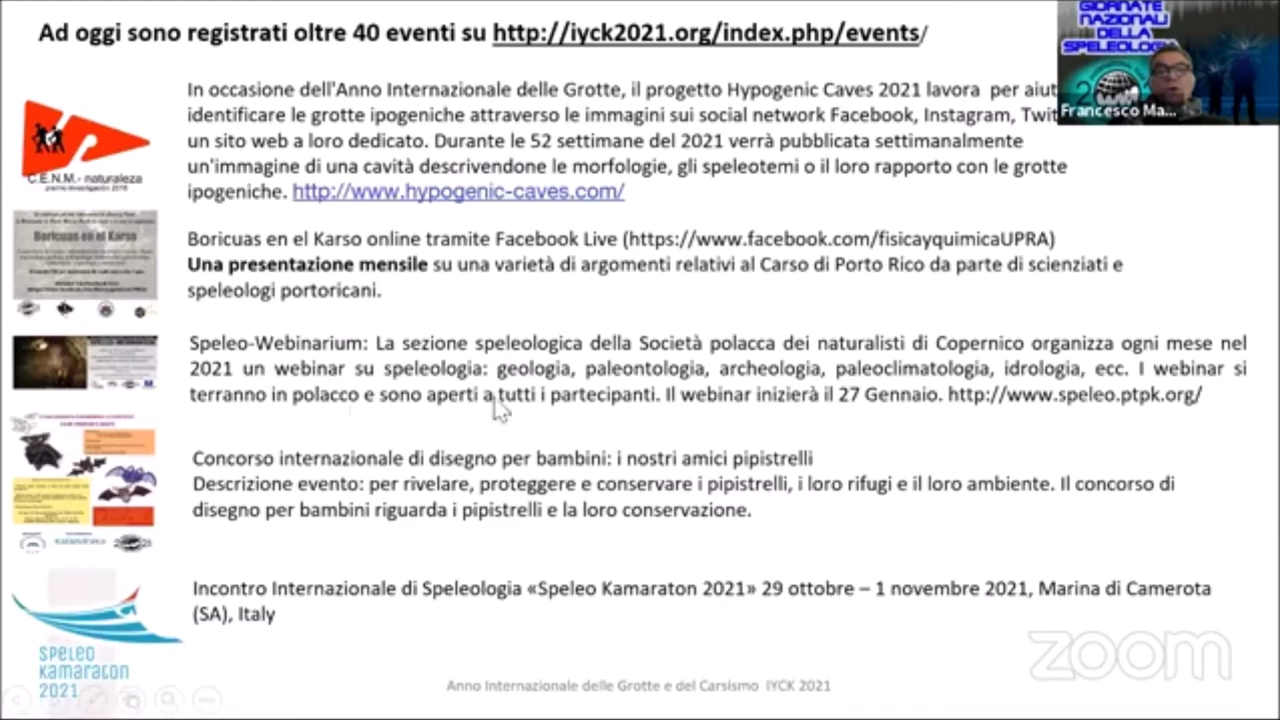 Ad oggi sono registrati oltre 40 eventi su http://iyck2021.org/index.php/events/
GIORNATE
NAZIONALI
DELLA
SPELEOLOGIA
Francesco Ma...
In occasione dell'Anno Internazionale delle Grotte, il progetto Hypogenic Caves 2021 lavora per aiut
identificare le grotte ipogeniche attraverso le immagini sui social network Facebook, Instagram, Twit
un sito web a loro dedicato. Durante le 52 settimane del 2021 verrà pubblicata settimanalmente
un'immagine di una cavità descrivendone le morfologie, gli speleotemi o il loro rapporto con le grotte
ipogeniche. http://www.hypogenic-caves.com/
C.E.N.M.- naturaleza
Boricuas en el Karso
Boricuas en el Karso online tramite Facebook Live (https://www.facebook.com/fisicayquimicaUPRA)
Una presentazione mensile su una varietà di argomenti relativi al Carso di Porto Rico da parte di scienziati e
speleologi portoricani.
Speleo-Webinarium: La sezione speleologica della Società polacca dei naturalisti di Copernico organizza ogni mese nel
2021 un webinar su speleologia: geologia, paleontologia, archeologia, paleoclimatologia, idrologia, ecc. I webinar si
terranno in polacco e sono aperti a tutti i partecipanti. Il webinar inizierà il 27 Gennaio. http://www.speleo.ptpk.org/
Concorso internazionale di disegno per bambini: i nostri amici pipistrelli
Descrizione evento: per rivelare, proteggere e conservare i pipistrelli, i loro rifugi e il loro ambiente. Il concorso di
disegno per bambini riguarda i pipistrelli e la loro conservazione.
Incontro Internazionale di Speleologia «Speleo Kamaraton 2021» 29 ottobre – 1 novembre 2021, Marina di Camerota
(SA), Italy
SPELEO
KAMARATON
2021
zoom
Anno Internazionale delle Grotte e del Carsismo IYCK 2021